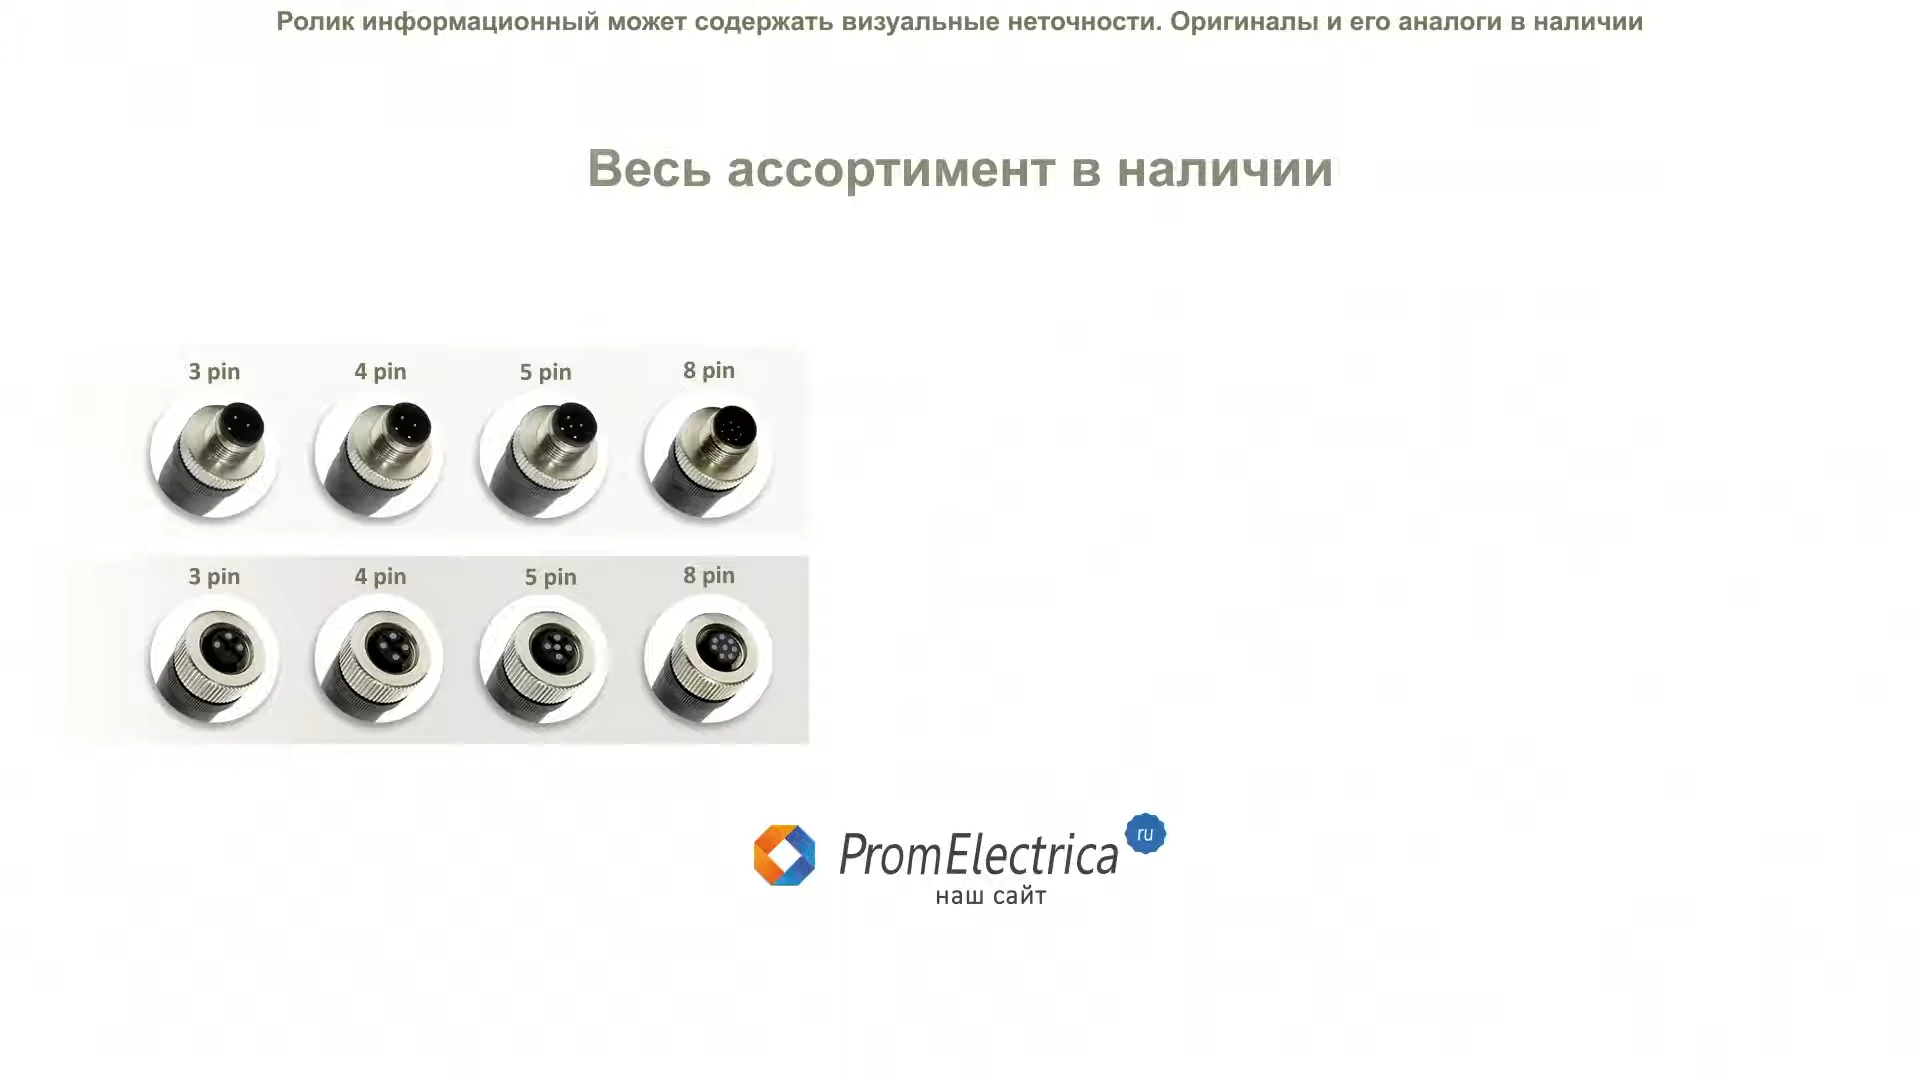 Ролик информационный может содержать визуальные неточности. Оригиналы и его аналоги в наличии
Весь ассортимент в наличии
3 pin 4 pin 5 pin 8 pin
3 pin 4 pin 5 pin 8 pin
PromElectrica ru
наш сайт